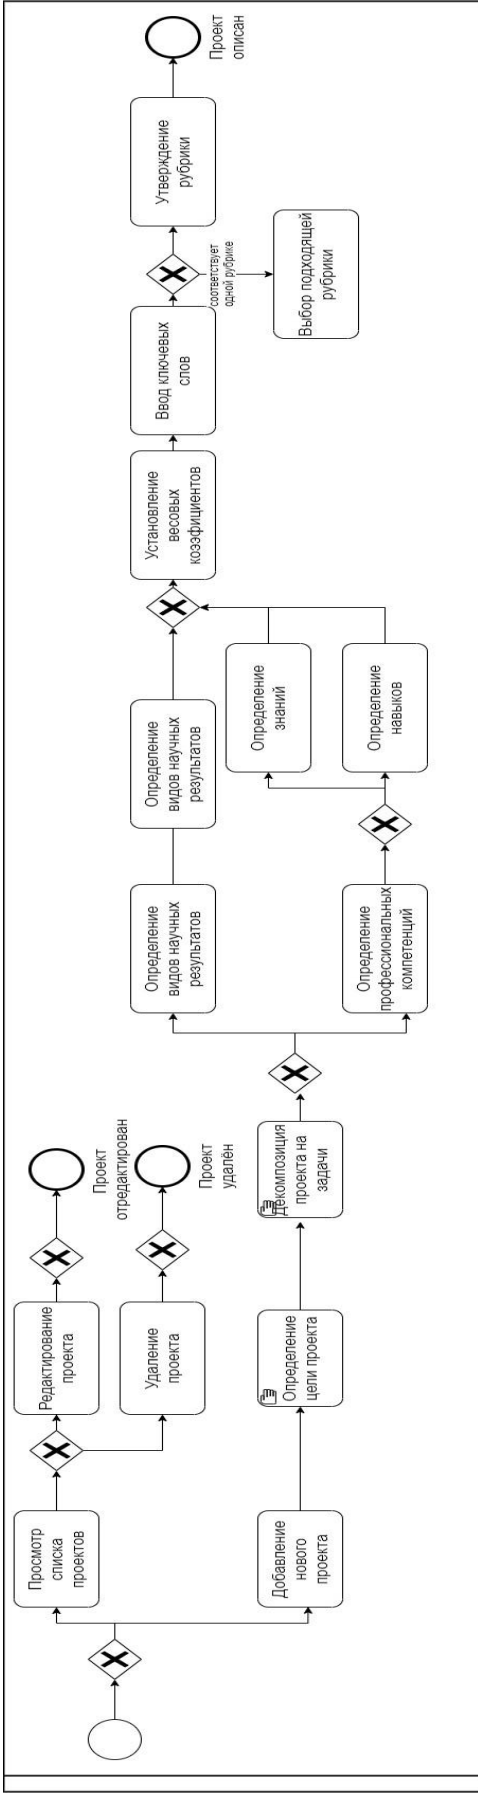 Просмотр
списка
проектов
Редактирование
проекта
Проект
отредактирован
Удаление
проекта
Проект
удалён
Добавление
нового
проекта
Определение
цели проекта
Декомпозиция
проекта на
задачи
Определение
видов научных
результатов
Определение
видов научных
результатов
Определение
профессиональных
компетенций
Определение
знаний
Определение
навыков
Установление
весовых
коэффициентов
Ввод ключевых
слов
соответствует
одной рубрике
Выбор подходящей
рубрики
Утверждение
рубрики
Проект
описан